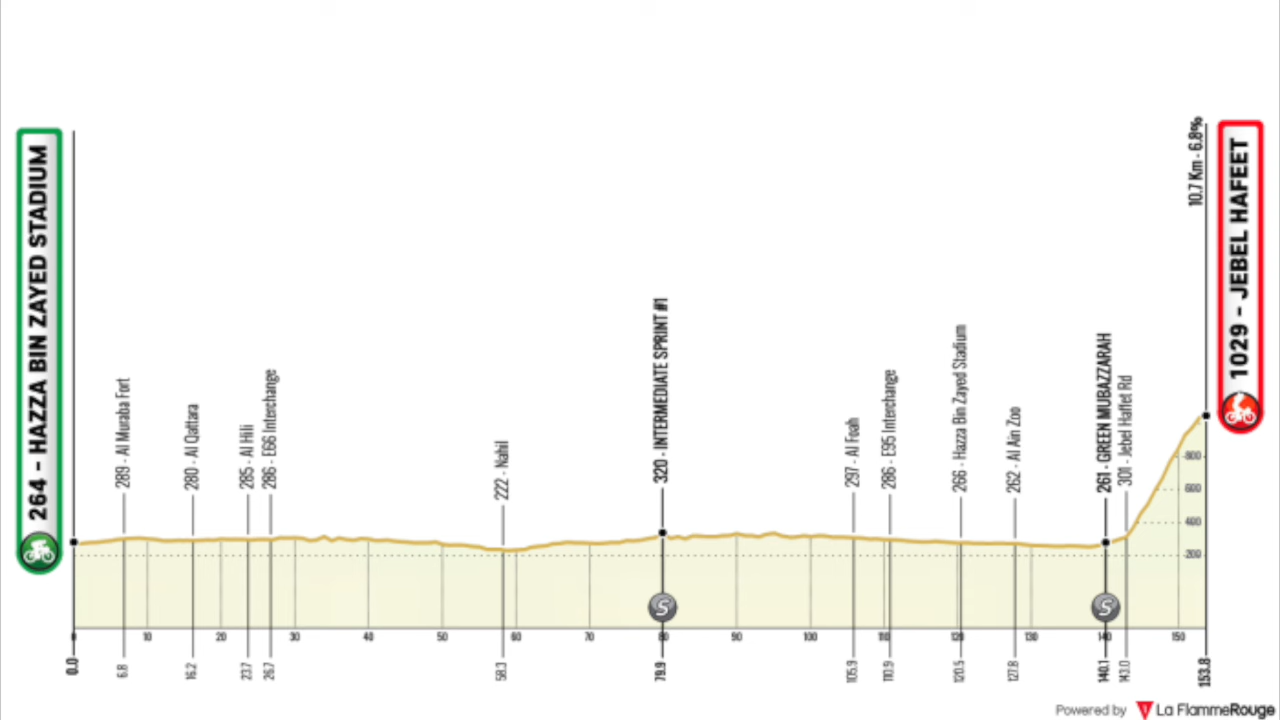 264 - HAZZA BIN ZAYED STADIUM
289 - Al Muraba Fort
280 - Al Qattara
285 - Al Hili
286 - E66 Interchange
222 - Nahil
320 - INTERMEDIATE SPRINT #1
297 - Al Foah
286 - E95 Interchange
266 - Hazza Bin Zayed Stadium
262 - Al Ain Zoo
261 - GREEN MUBAZZARAH
301 - Jebel Haffet Rd
10.7 Km - 6.8%
1029 - JEBEL HAFEET
800
600
400
200
S
S
0 10 20 30 40 50 60 70 80 90 100 110 120 130 140 150
0.0 6.8 16.2 23.7 26.7 58.3 79.9 105.9 110.9 120.5 127.8 140.1 143.0 153.8
Powered by La FlammeRouge